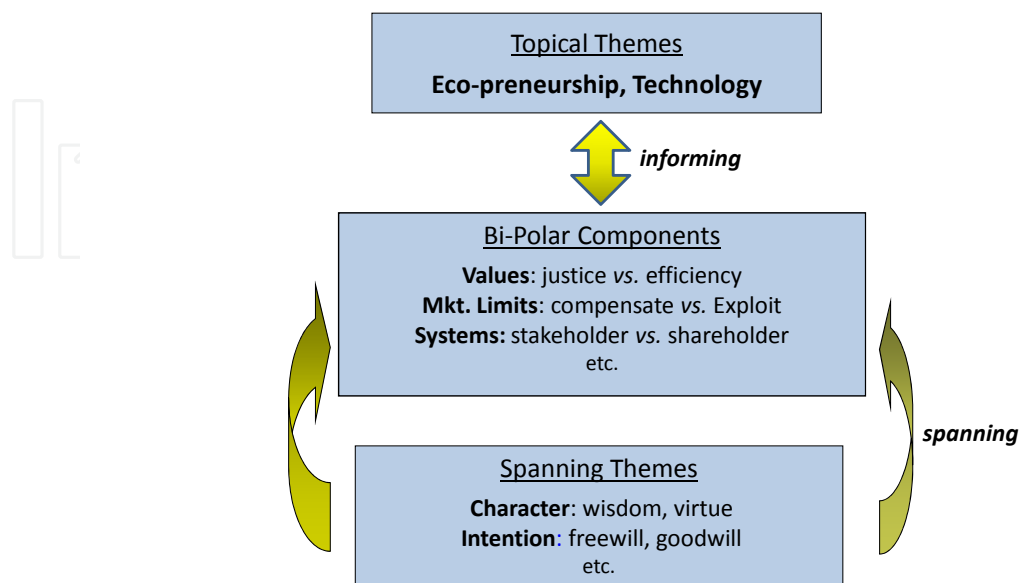 Topical Themes
Eco-preneurship, Technology
informing
Bi-Polar Components
Values: justice vs. efficiency
Mkt. Limits: compensate vs. Exploit
Systems: stakeholder vs. shareholder
etc.
spanning
Spanning Themes
Character: wisdom, virtue
Intention: freewill, goodwill
etc.